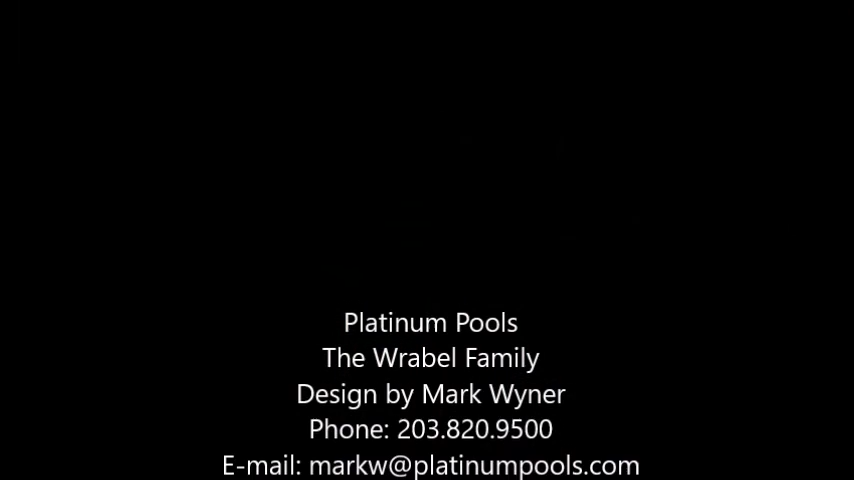 Platinum Pools
The Wrabel Family
Design by Mark Wyner
Phone: 203.820.9500
E-mail: markw@platinumpools.com